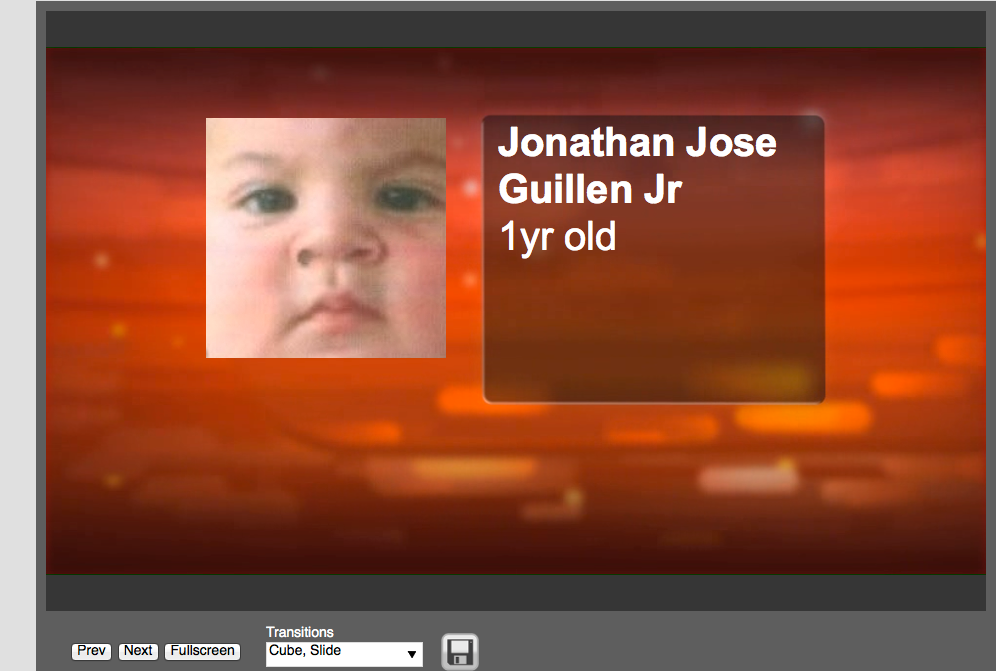 Jonathan Jose
Guillen Jr
1yr old
Transitions
Prev Next Fullscreen Cube, Slide